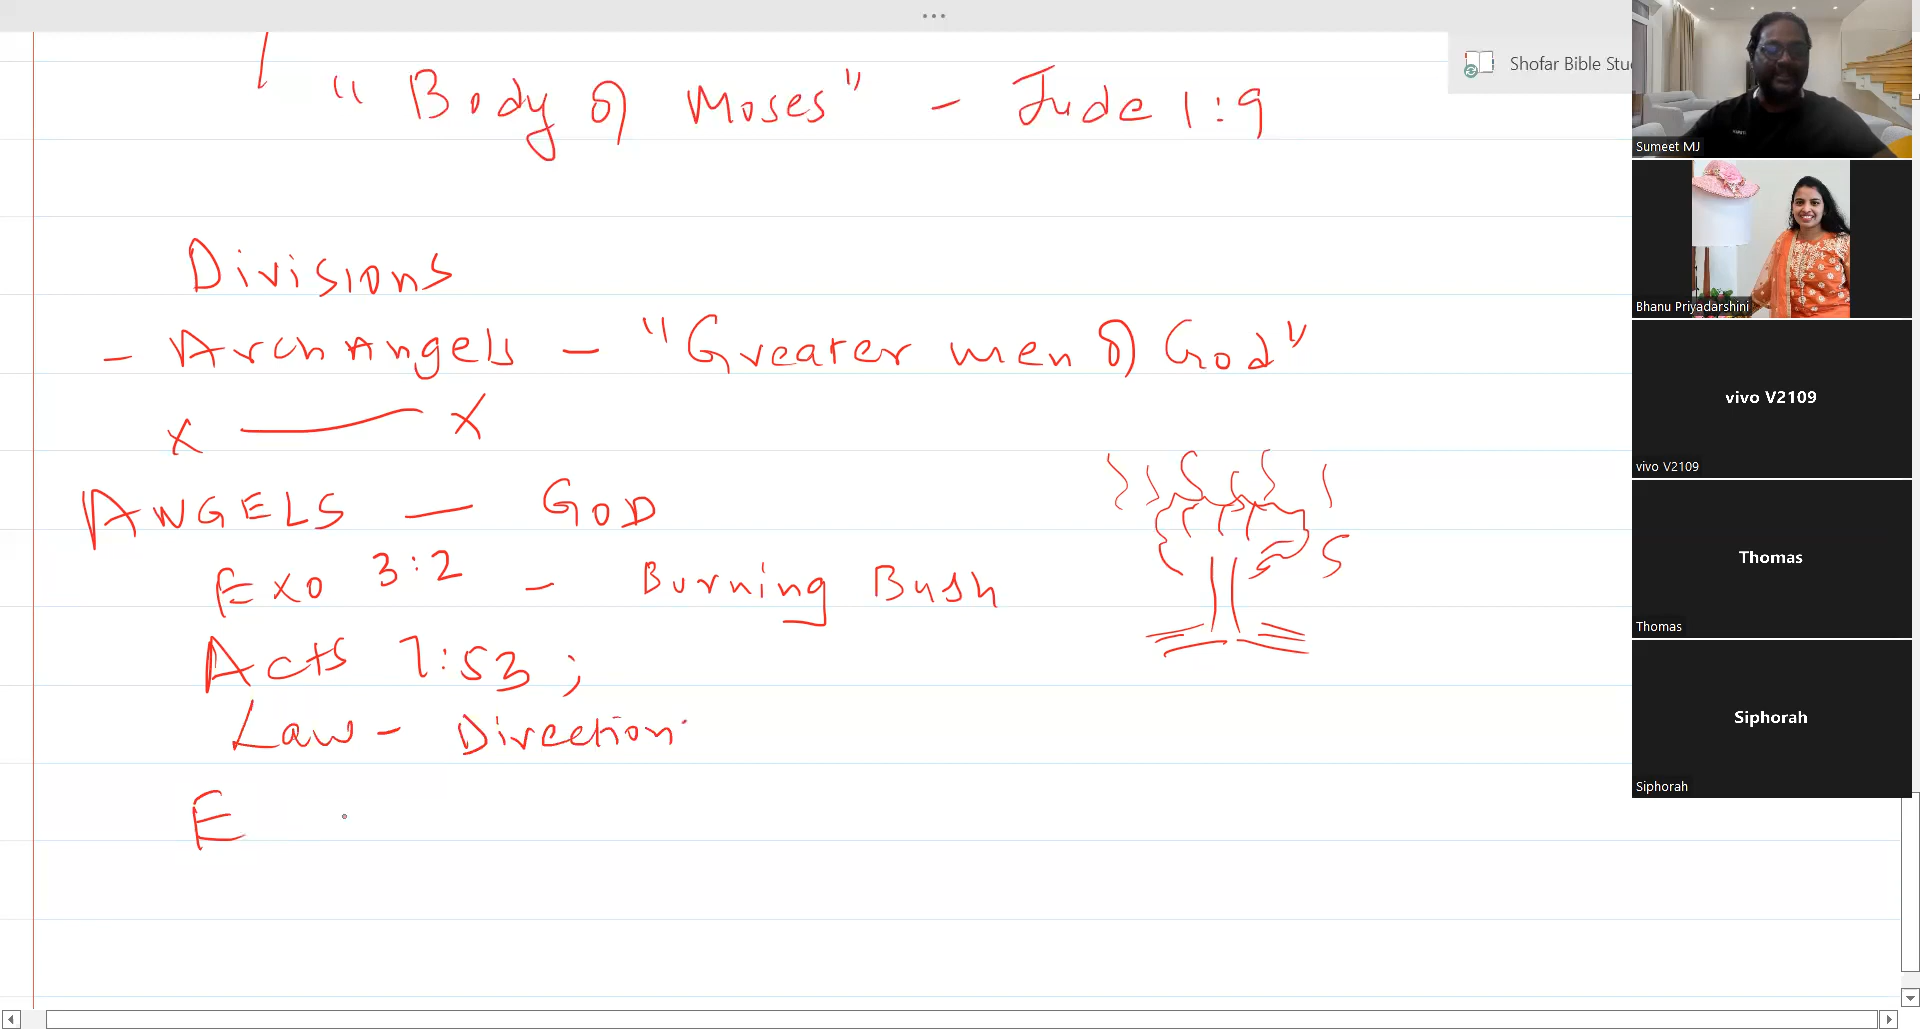 Shofar Bible Stu
"Body of Moses" - Jude 1:9
Divisions
- Archangels - "Greater men of God"
x — x
ANGELS — GOD
Exo 3:2 - Burning Bush
Acts 7:53;
Law - Direction
E
Sumeet MJ
Bhanu Priyadarshini
vivo V2109
vivo V2109
Thomas
Thomas
Siphorah
Siphorah